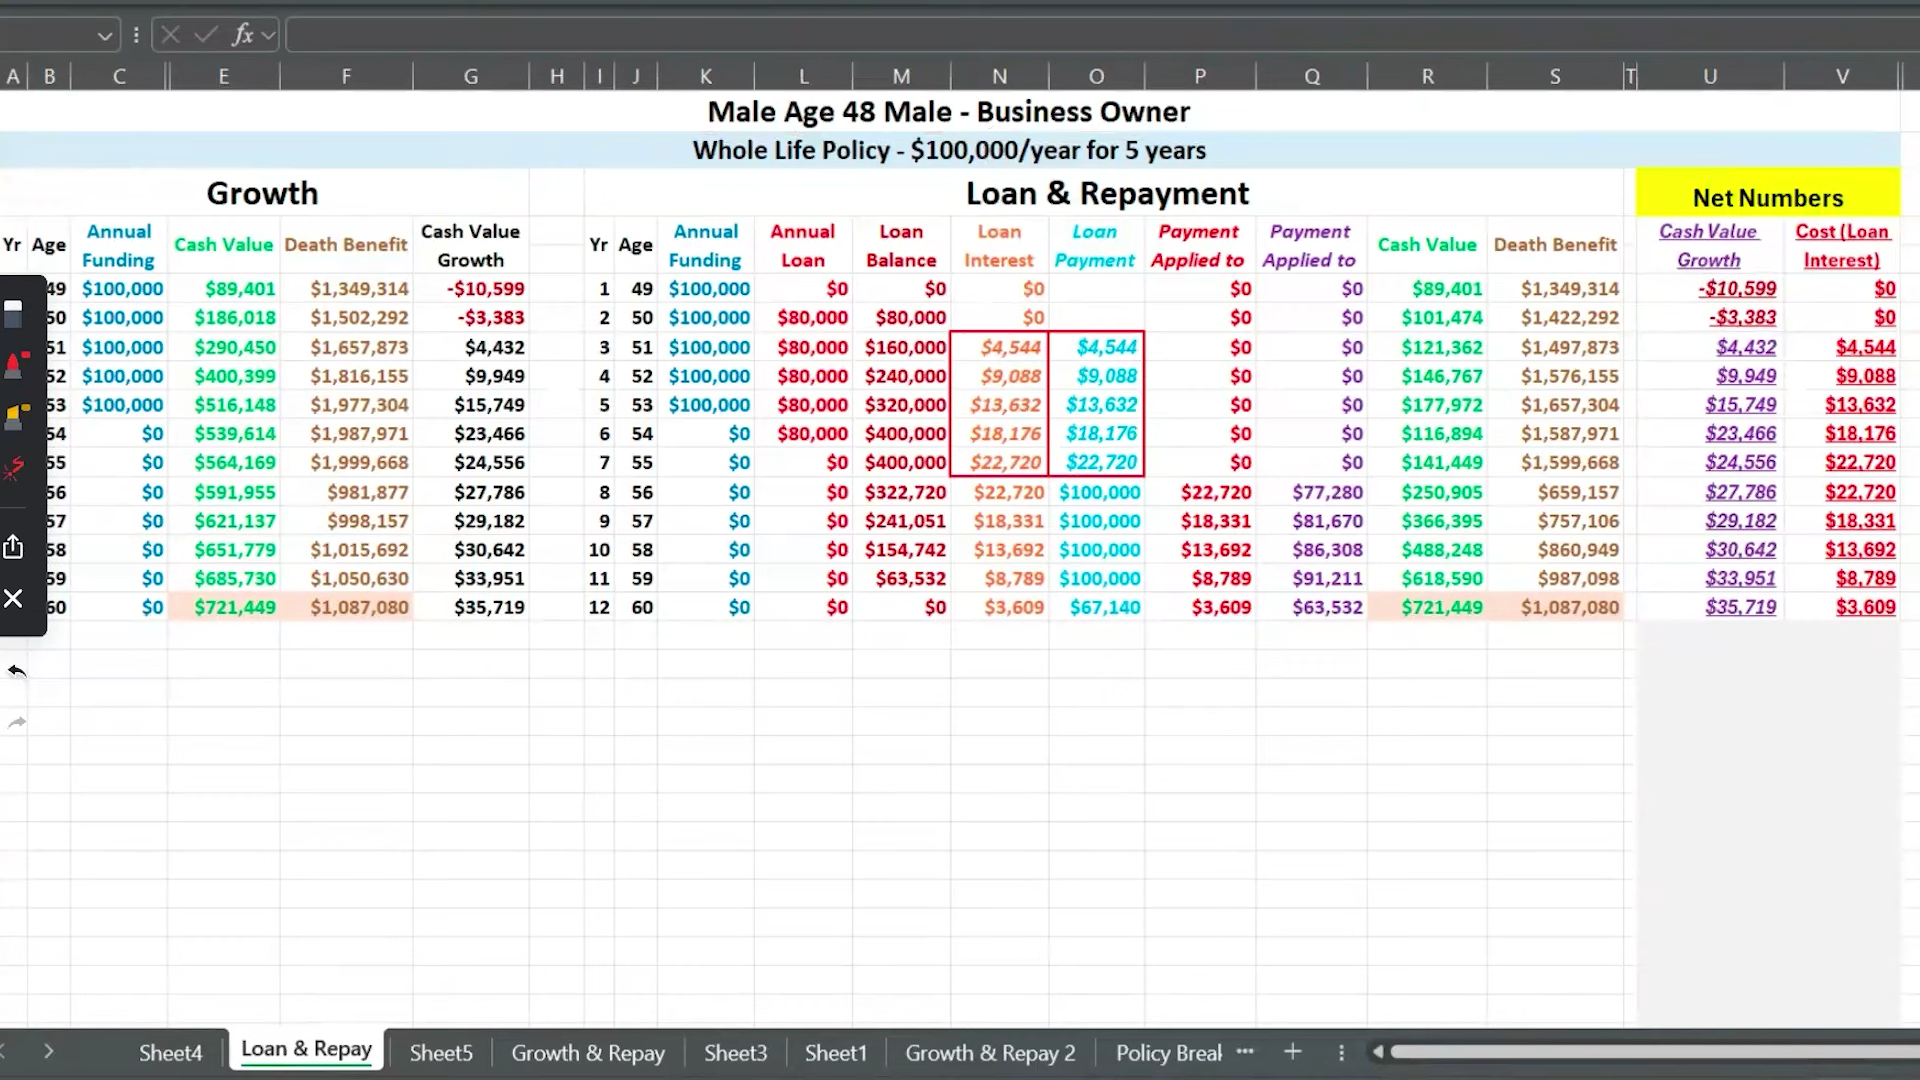 fx
A B C E F G H I J K L M N O P Q R S T U V
Male Age 48 Male - Business Owner
Whole Life Policy - $100,000/year for 5 years
Growth Loan & Repayment Net Numbers
Yr Age Annual Funding Cash Value Death Benefit Cash Value Growth Yr Age Annual Funding Annual Loan Loan Balance Loan Interest Loan Payment Payment Applied to Payment Applied to Cash Value Death Benefit Cash Value Growth Cost (Loan Interest)
49 $100,000 $89,401 $1,349,314 -$10,599 1 49 $100,000 $0 $0 $0 $0 $0 $89,401 $1,349,314 -$10,599 $0
50 $100,000 $186,018 $1,502,292 -$3,383 2 50 $100,000 $80,000 $80,000 $0 $0 $0 $101,474 $1,422,292 -$3,383 $0
51 $100,000 $290,450 $1,657,873 $4,432 3 51 $100,000 $80,000 $160,000 $4,544 $4,544 $0 $0 $121,362 $1,497,873 $4,432 $4,544
52 $100,000 $400,399 $1,816,155 $9,949 4 52 $100,000 $80,000 $240,000 $9,088 $9,088 $0 $0 $146,767 $1,576,155 $9,949 $9,088
53 $100,000 $516,148 $1,977,304 $15,749 5 53 $100,000 $80,000 $320,000 $13,632 $13,632 $0 $0 $177,972 $1,657,304 $15,749 $13,632
54 $0 $539,614 $1,987,971 $23,466 6 54 $0 $80,000 $400,000 $18,176 $18,176 $0 $0 $116,894 $1,587,971 $23,466 $18,176
55 $0 $564,169 $1,999,668 $24,556 7 55 $0 $0 $400,000 $22,720 $22,720 $0 $0 $141,449 $1,599,668 $24,556 $22,720
56 $0 $591,955 $981,877 $27,786 8 56 $0 $0 $322,720 $22,720 $100,000 $22,720 $77,280 $250,905 $659,157 $27,786 $22,720
57 $0 $621,137 $998,157 $29,182 9 57 $0 $0 $241,051 $18,331 $100,000 $18,331 $81,670 $366,395 $757,106 $29,182 $18,331
58 $0 $651,779 $1,015,692 $30,642 10 58 $0 $0 $154,742 $13,692 $100,000 $13,692 $86,308 $488,248 $860,949 $30,642 $13,692
59 $0 $685,730 $1,050,630 $33,951 11 59 $0 $0 $63,532 $8,789 $100,000 $8,789 $91,211 $618,590 $987,098 $33,951 $8,789
60 $0 $721,449 $1,087,080 $35,719 12 60 $0 $0 $0 $3,609 $67,140 $3,609 $63,532 $721,449 $1,087,080 $35,719 $3,609
Sheet4 Loan & Repay Sheet5 Growth & Repay Sheet3 Sheet1 Growth & Repay 2 Policy Breal ...